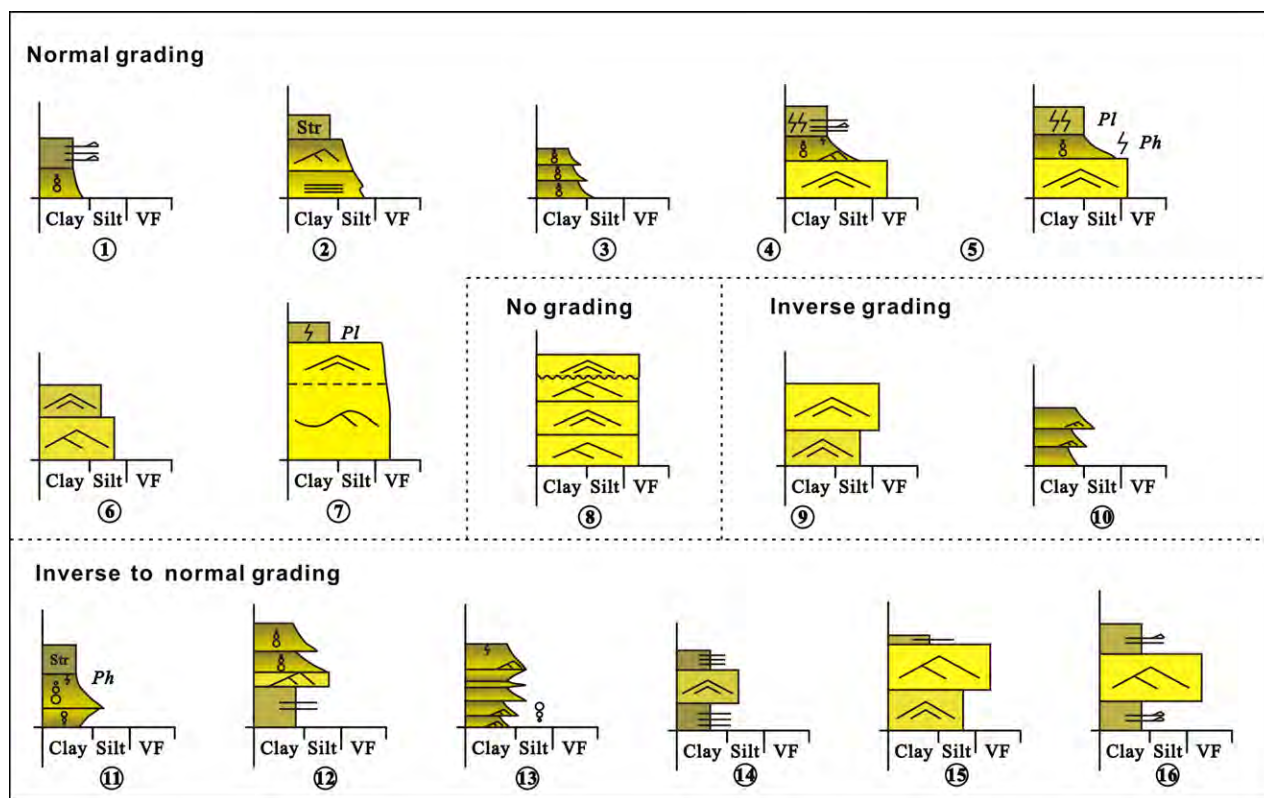 Normal grading
Str
Pl
Ph
Clay Silt VF
Clay Silt VF
Clay Silt VF
Clay Silt VF
Clay Silt VF
① ② ③ ④ ⑤
No grading
Inverse grading
Pl
Clay Silt VF
Clay Silt VF
Clay Silt VF
Clay Silt VF
Clay Silt VF
⑥ ⑦ ⑧ ⑨ ⑩
Inverse to normal grading
Str
Ph
Clay Silt VF
Clay Silt VF
Clay Silt VF
Clay Silt VF
Clay Silt VF
Clay Silt VF
⑪ ⑫ ⑬ ⑭ ⑮ ⑯